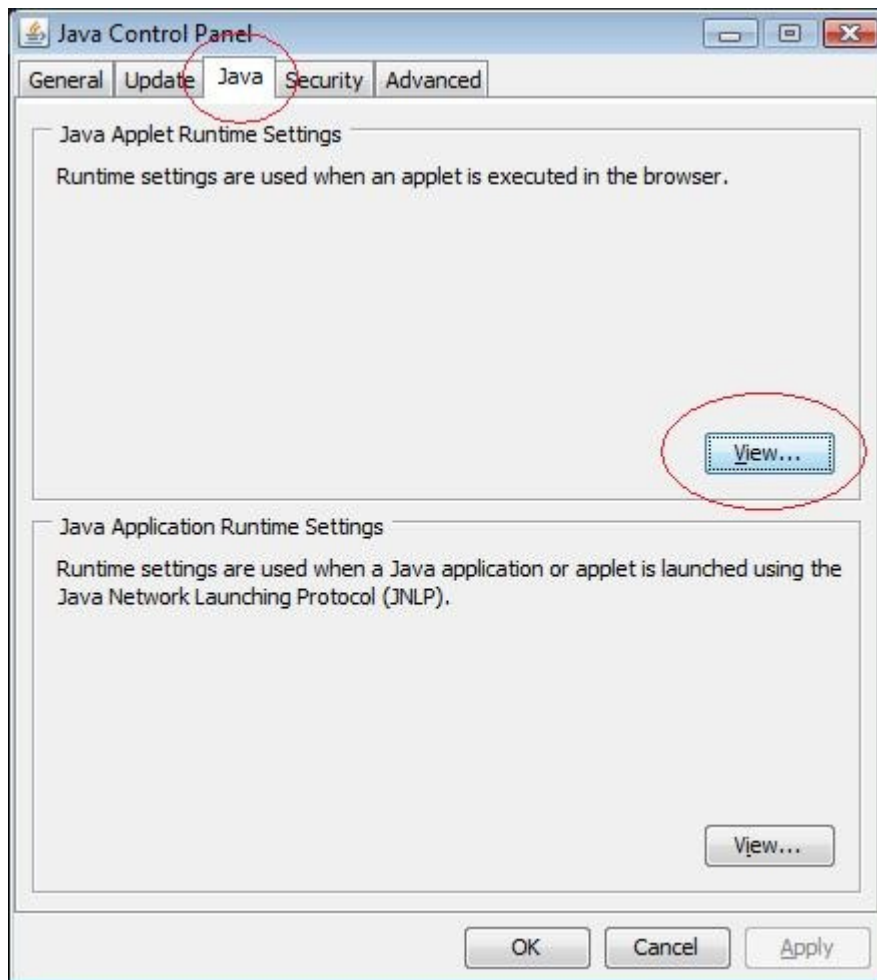 Java Control Panel
General Update Java Security Advanced
Java Applet Runtime Settings
Runtime settings are used when an applet is executed in the browser.
View...
Java Application Runtime Settings
Runtime settings are used when a Java application or applet is launched using the
Java Network Launching Protocol (JNLP).
View...
OK Cancel Apply